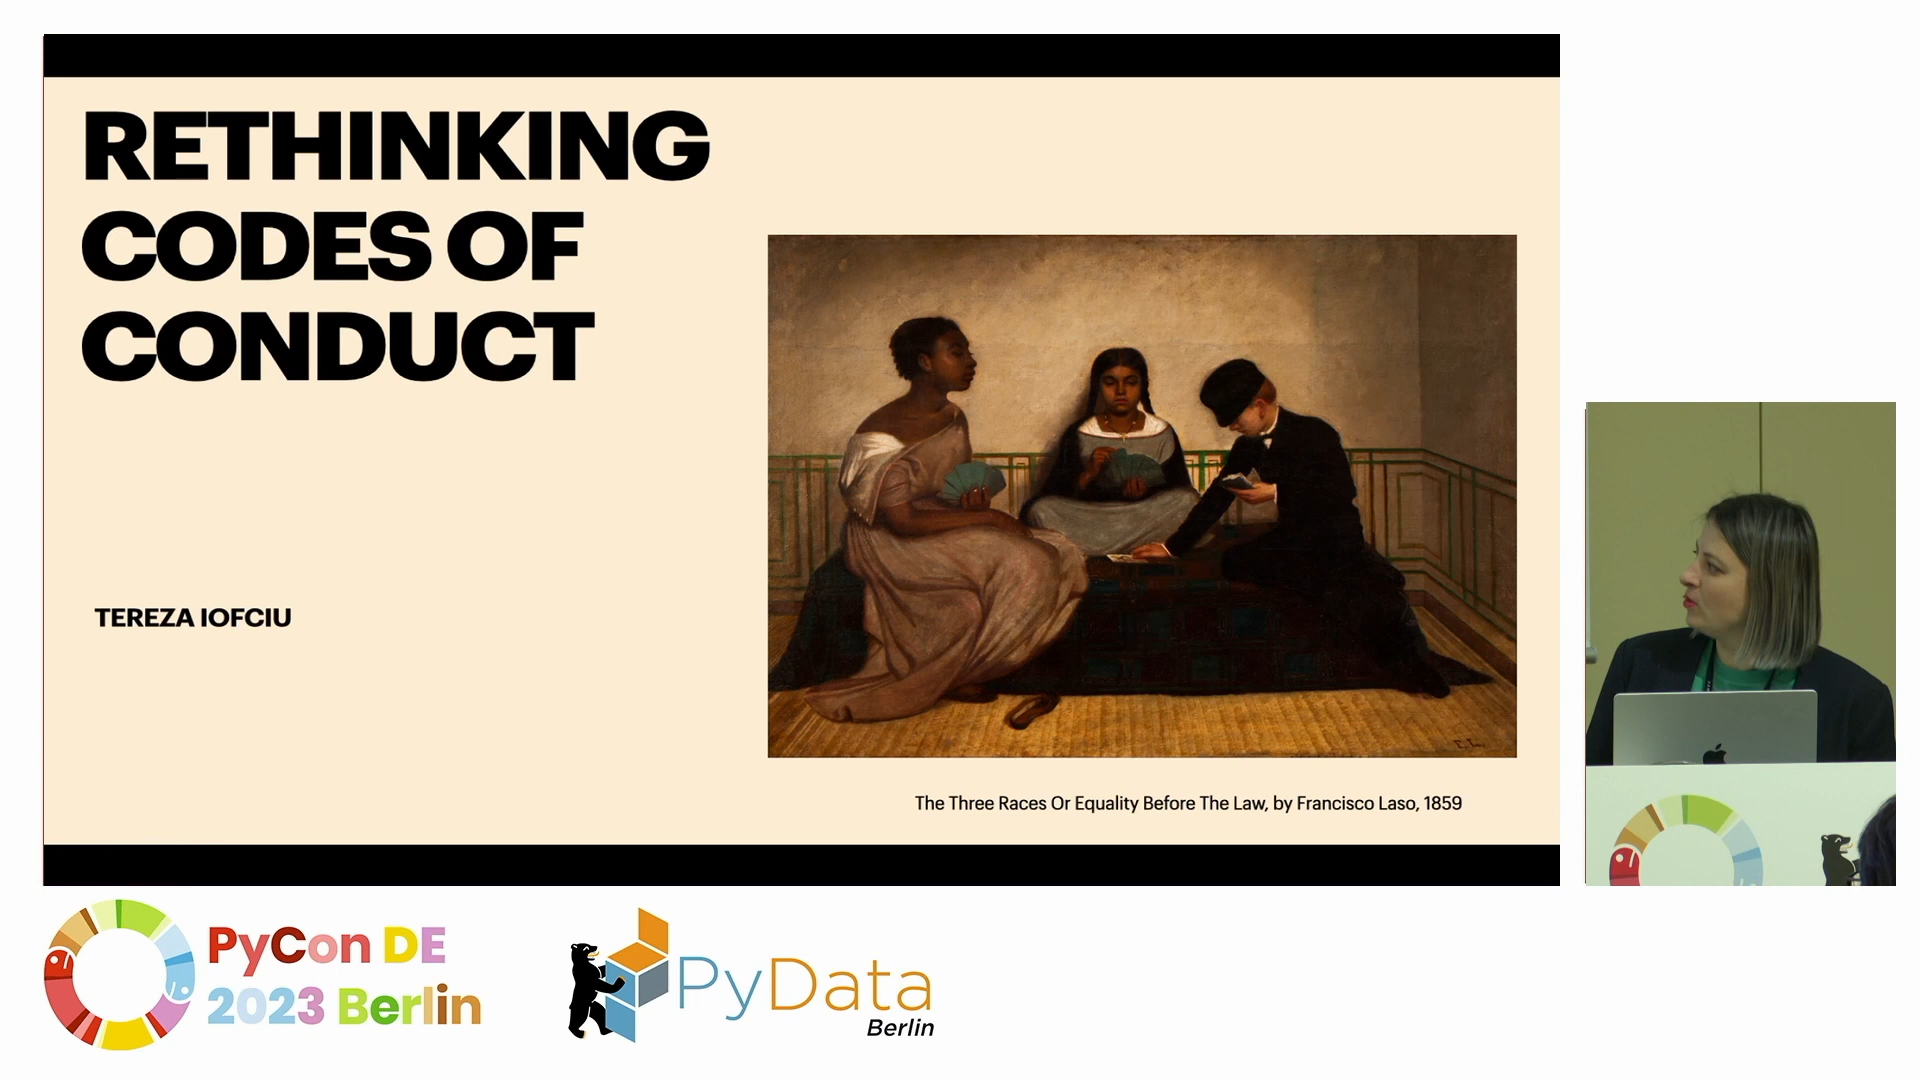 RETHINKING
CODES OF
CONDUCT
TEREZA IOFCIU
The Three Races Or Equality Before The Law, by Francisco Laso, 1859
PyCon DE
2023 Berlin
PyData
Berlin